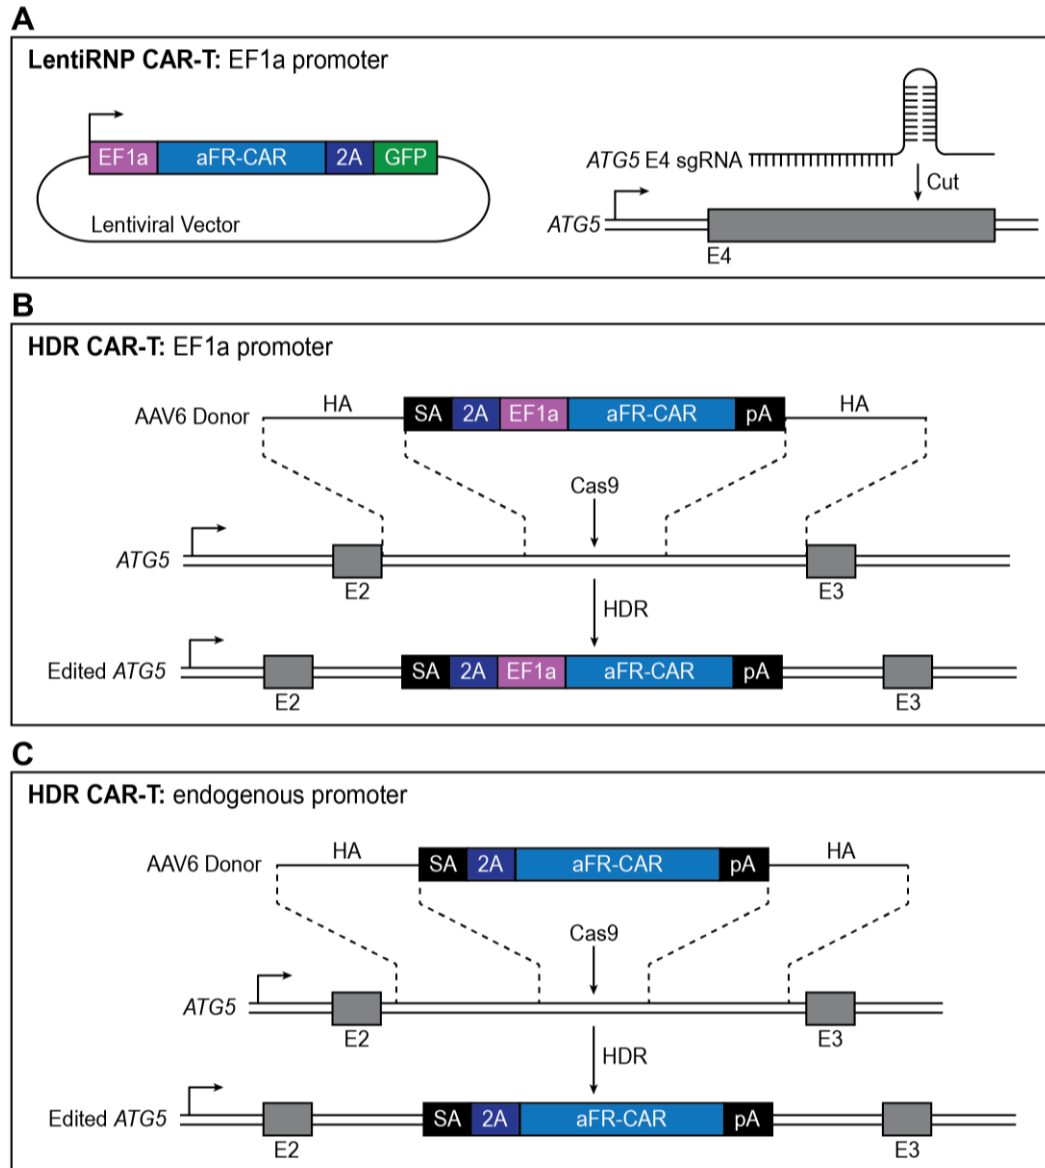 A
LentiRNP CAR-T: EF1a promoter
EF1a aFR-CAR 2A GFP
Lentiviral Vector
ATG5 E4 sgRNA
Cut
ATG5
E4
B
HDR CAR-T: EF1a promoter
AAV6 Donor HA SA 2A EF1a aFR-CAR pA HA
Cas9
ATG5
E2 E3
HDR
Edited ATG5 SA 2A EF1a aFR-CAR pA
E2 E3
C
HDR CAR-T: endogenous promoter
AAV6 Donor HA SA 2A aFR-CAR pA HA
Cas9
ATG5
E2 E3
HDR
Edited ATG5 SA 2A aFR-CAR pA
E2 E3